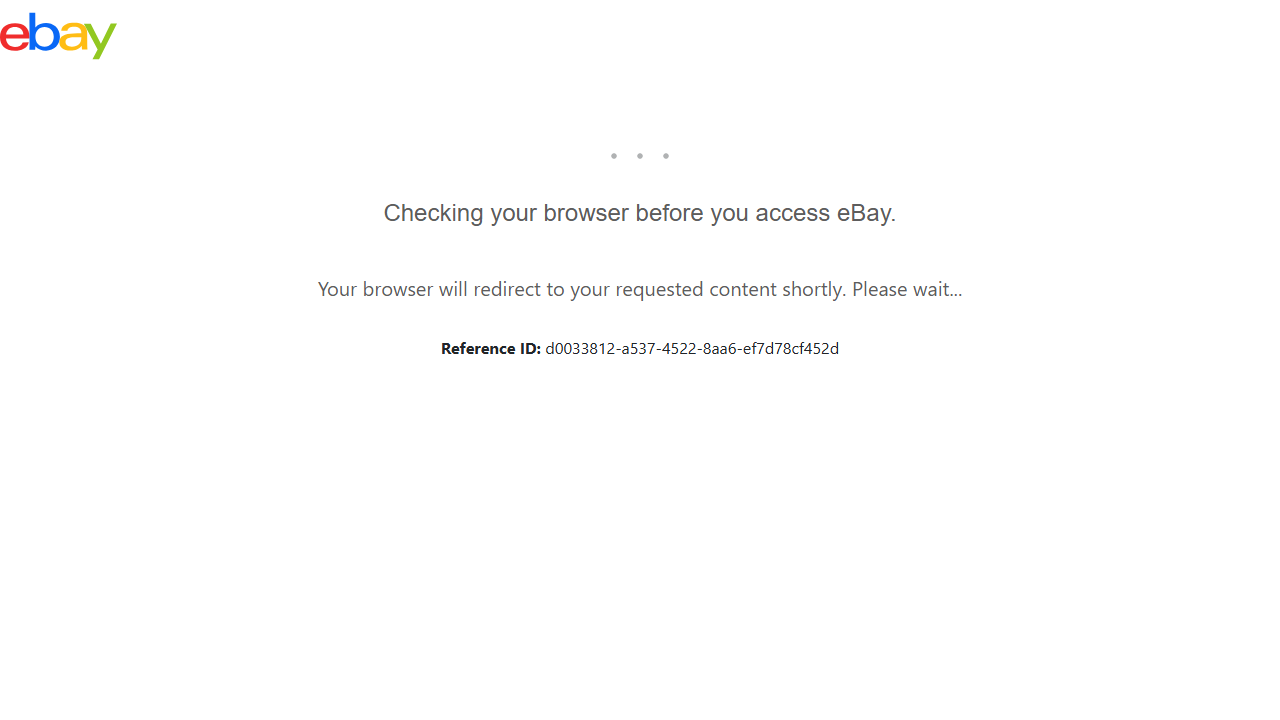 ebay
Checking your browser before you access eBay.
Your browser will redirect to your requested content shortly. Please wait...
Reference ID: d0033812-a537-4522-8aa6-ef7d78cf452d